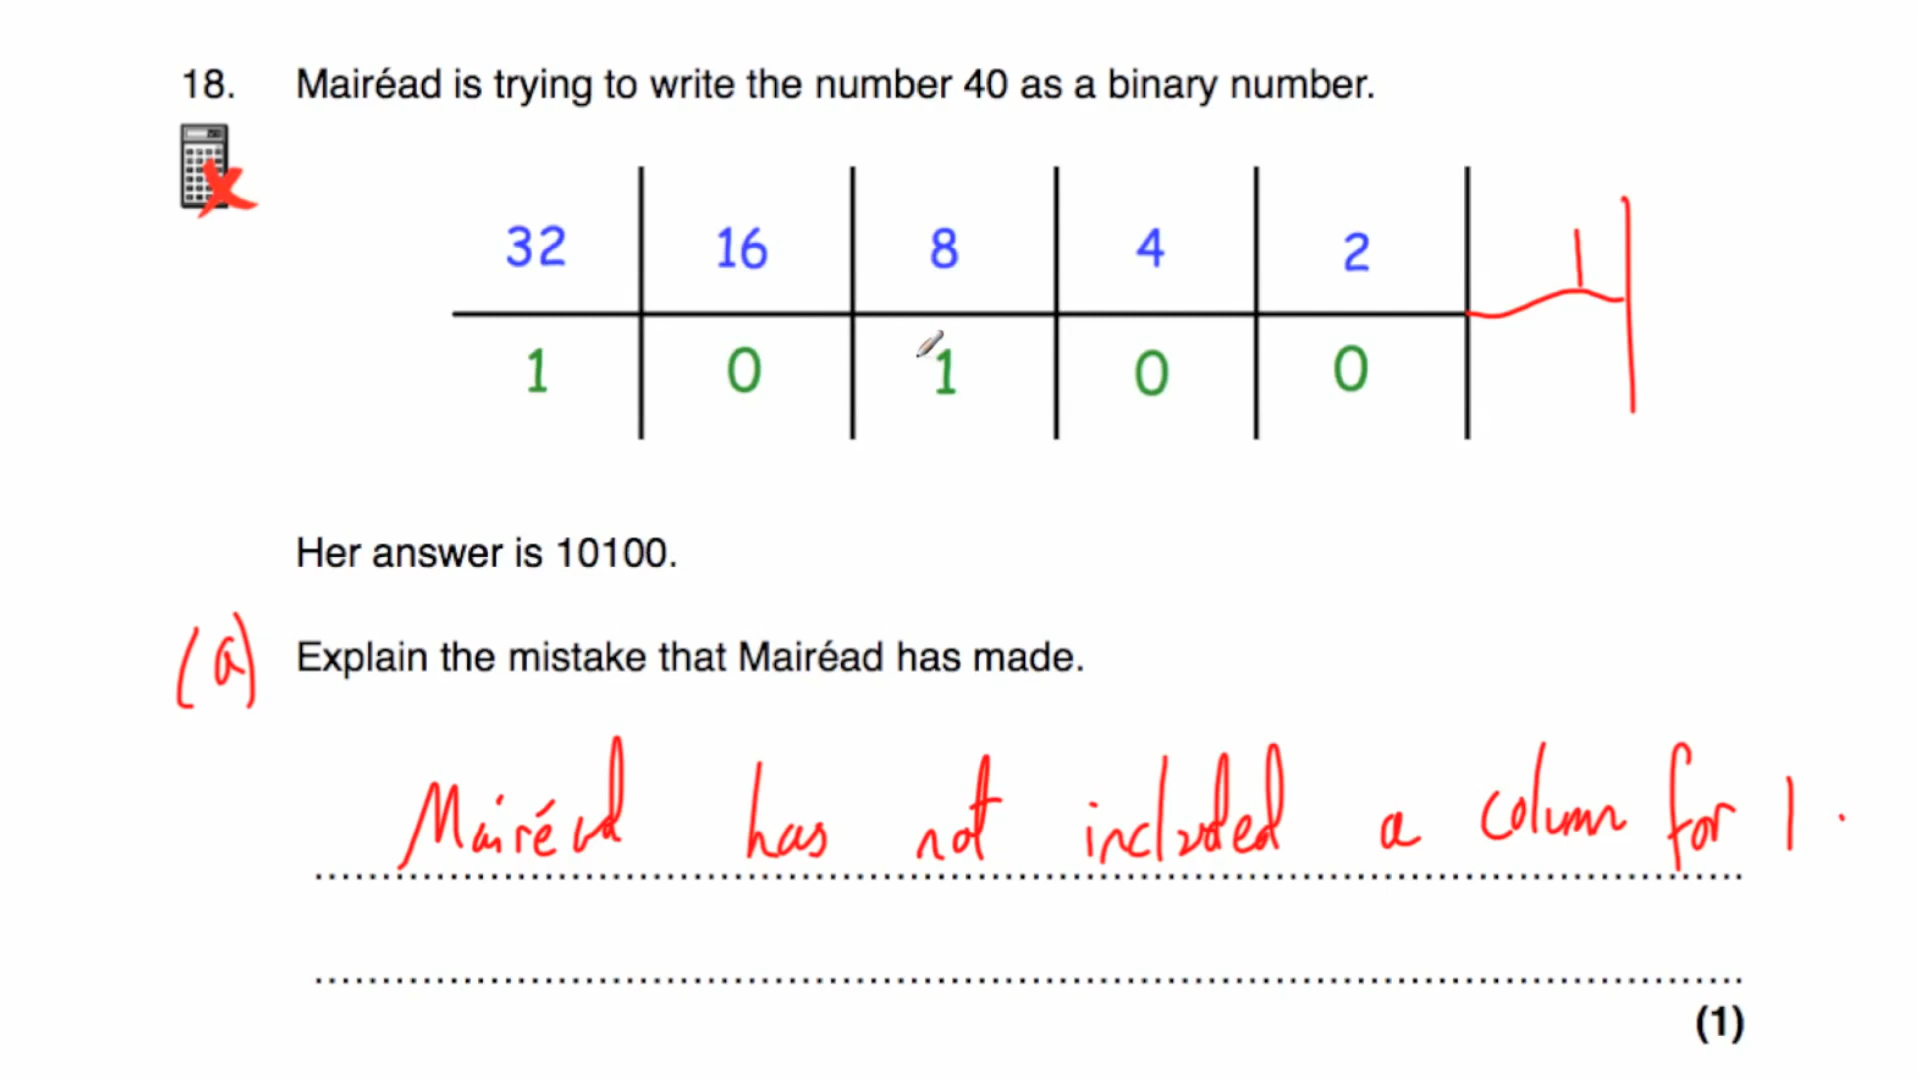 18. Mairéad is trying to write the number 40 as a binary number.
32 16 8 4 2 1
1 0 1 0 0
Her answer is 10100.
(a) Explain the mistake that Mairéad has made.
Mairéad has not included a column for 1.
(1)